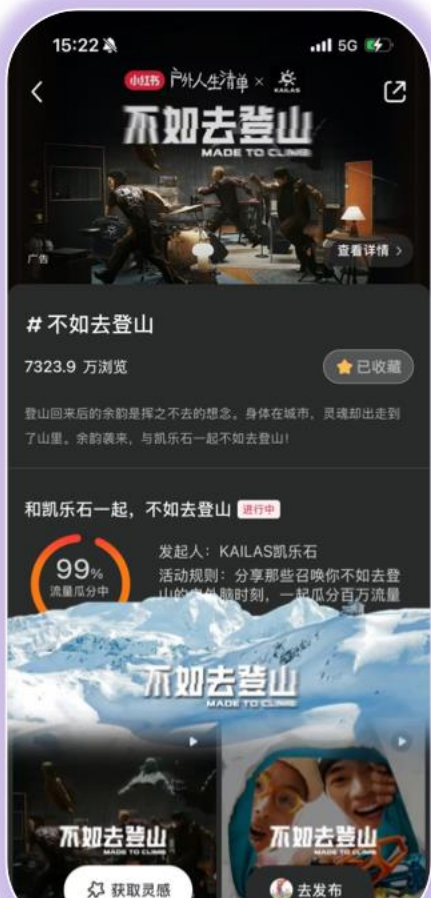 15:22
5G
小红书 户外人生清单 × KAILAS
不如去登山
MADE TO CLIMB
广告
查看详情 >
# 不如去登山
7323.9 万浏览
已收藏
登山回来后的余韵是挥之不去的想念。身体在城市，灵魂却出走到
了山里。余韵袭来，与凯乐石一起不如去登山！
和凯乐石一起，不如去登山 进行中
99%
流量瓜分中
发起人：KAILAS凯乐石
活动规则：分享那些召唤你不如去登
山的户外脑时刻，一起瓜分百万流量
不如去登山
MADE TO CLIMB
不如去登山
MADE TO CLIMB
不如去登山
MADE TO CLIMB
获取灵感
去发布